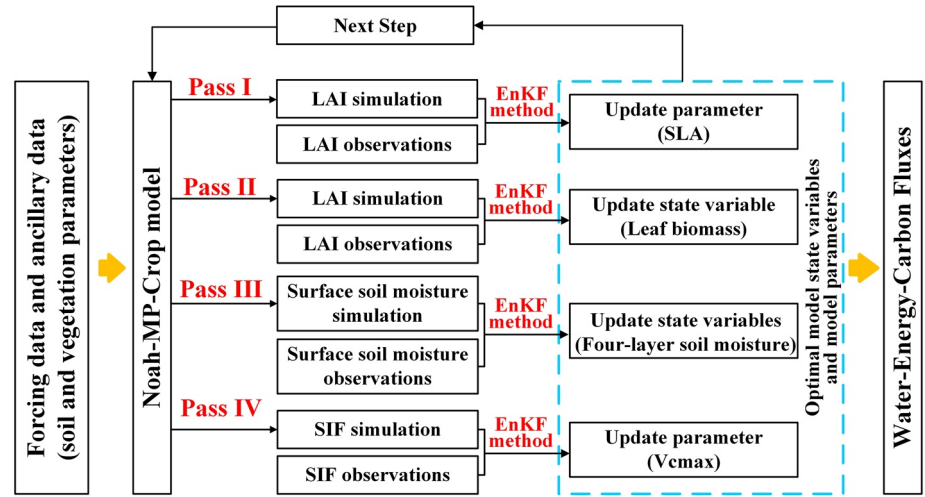 Next Step
Forcing data and ancillary data
(soil and vegetation parameters)
Noah-MP-Crop model
Pass I
LAI simulation
LAI observations
EnKF
method
Update parameter
(SLA)
Pass II
LAI simulation
LAI observations
EnKF
method
Update state variable
(Leaf biomass)
Pass III
Surface soil moisture
simulation
Surface soil moisture
observations
EnKF
method
Update state variables
(Four-layer soil moisture)
Pass IV
SIF simulation
SIF observations
EnKF
method
Update parameter
(Vcmax)
Optimal model state variables
and model parameters
Water-Energy-Carbon Fluxes